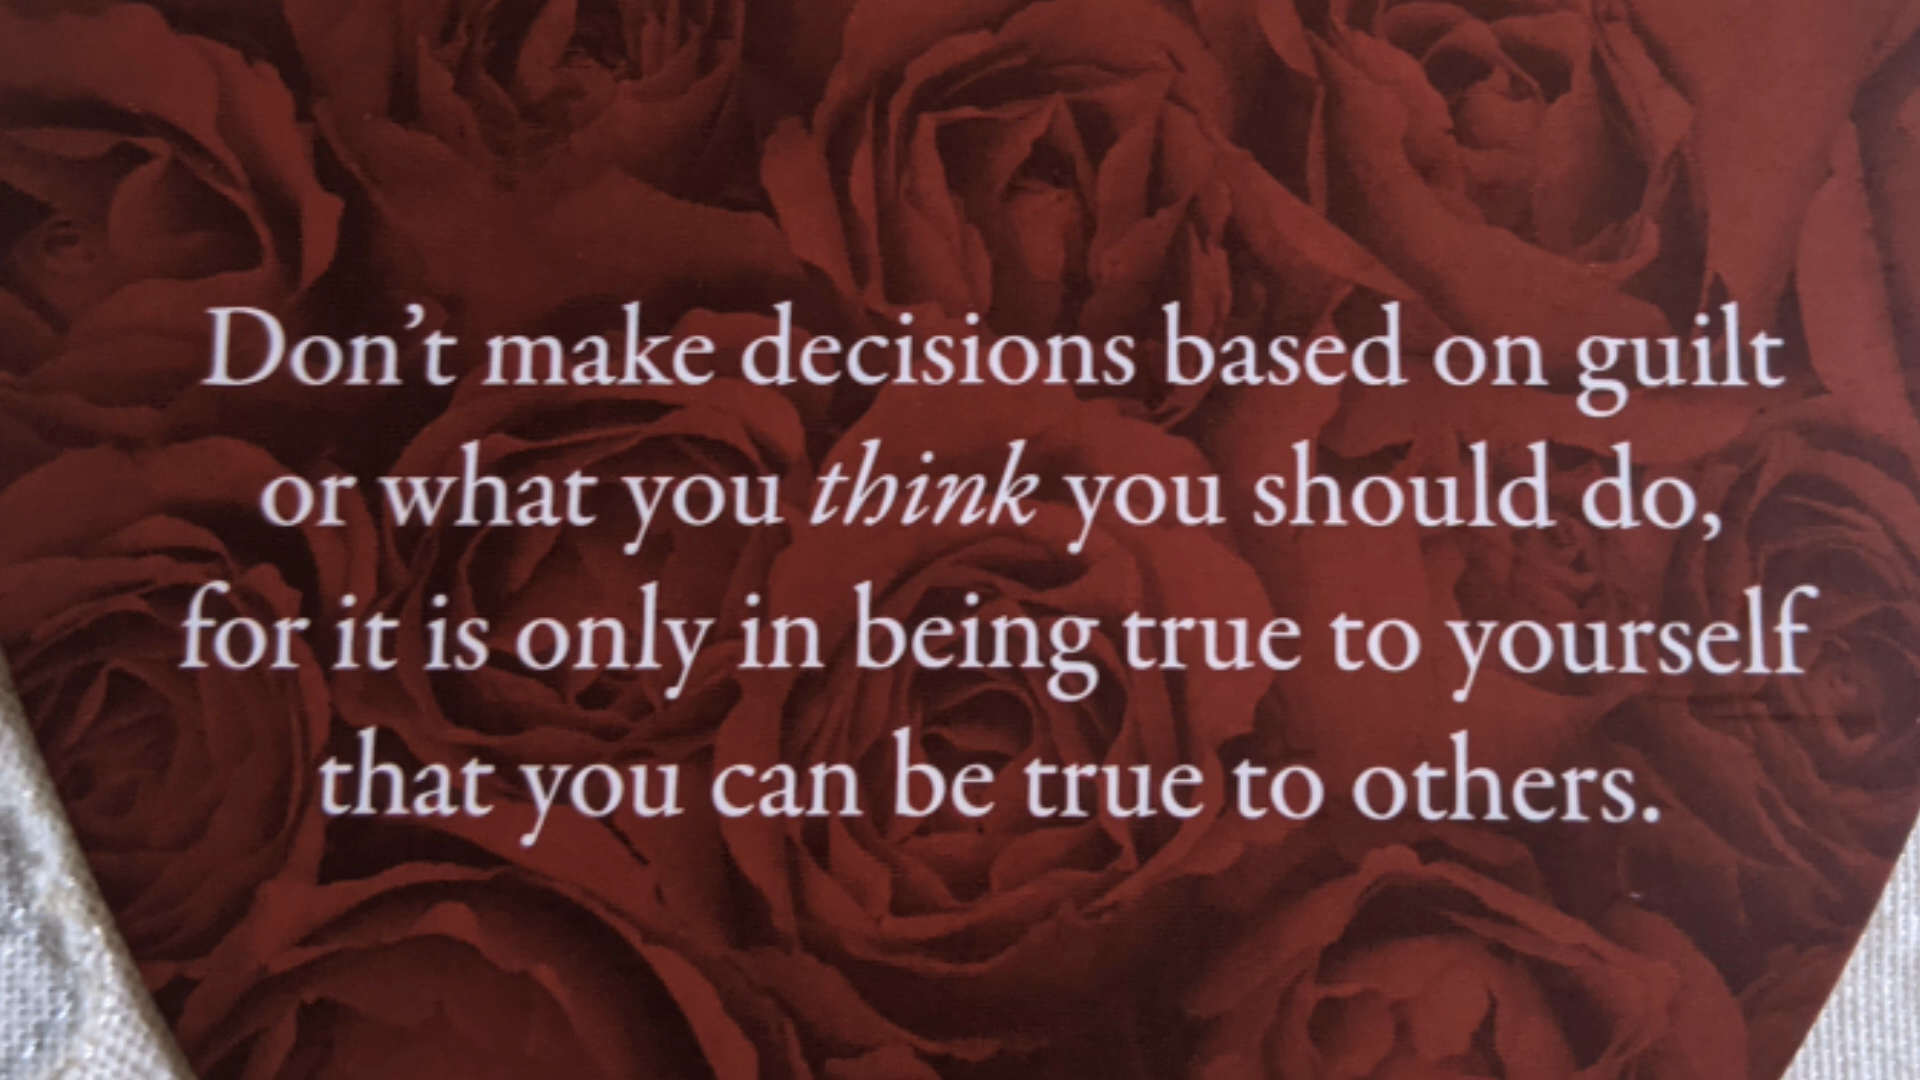 Don’t make decisions based on guilt
or what you think you should do,
for it is only in being true to yourself
that you can be true to others.